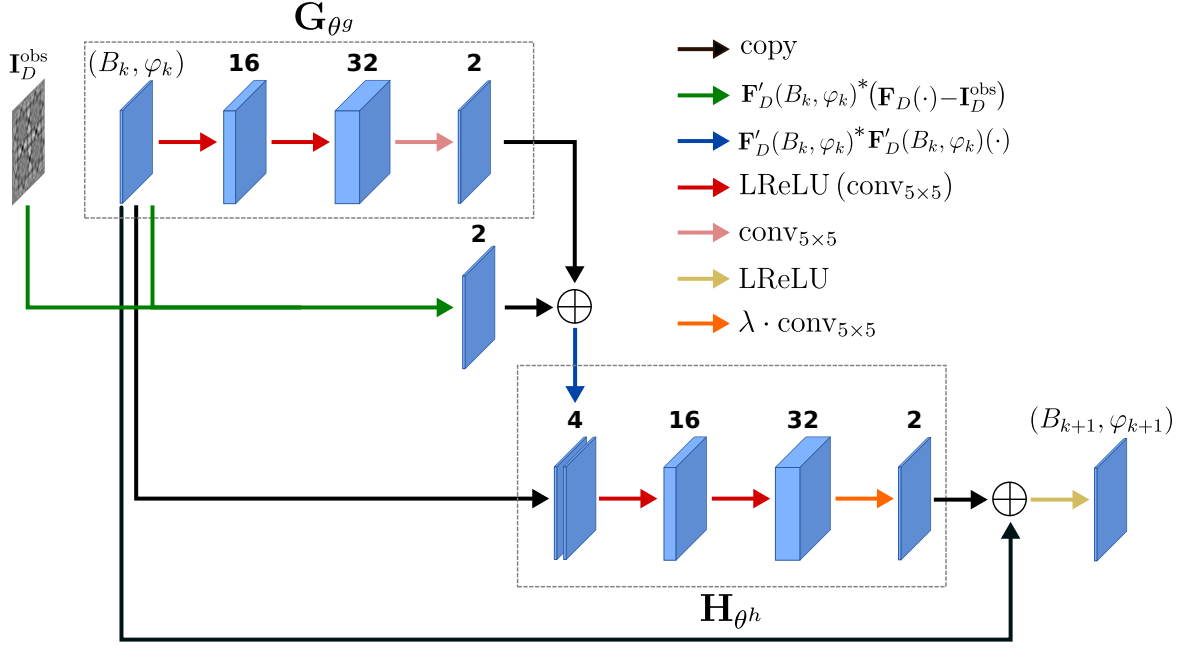 G_{θ^g}
I_D^{obs}
(B_k, φ_k)
16
32
2
copy
F′_D(B_k, φ_k)*(F_D(·)−I_D^{obs})
F′_D(B_k, φ_k)*F′_D(B_k, φ_k)(·)
LReLU (conv_{5×5})
conv_{5×5}
LReLU
λ · conv_{5×5}
2
4
16
32
2
(B_{k+1}, φ_{k+1})
H_{θ^h}